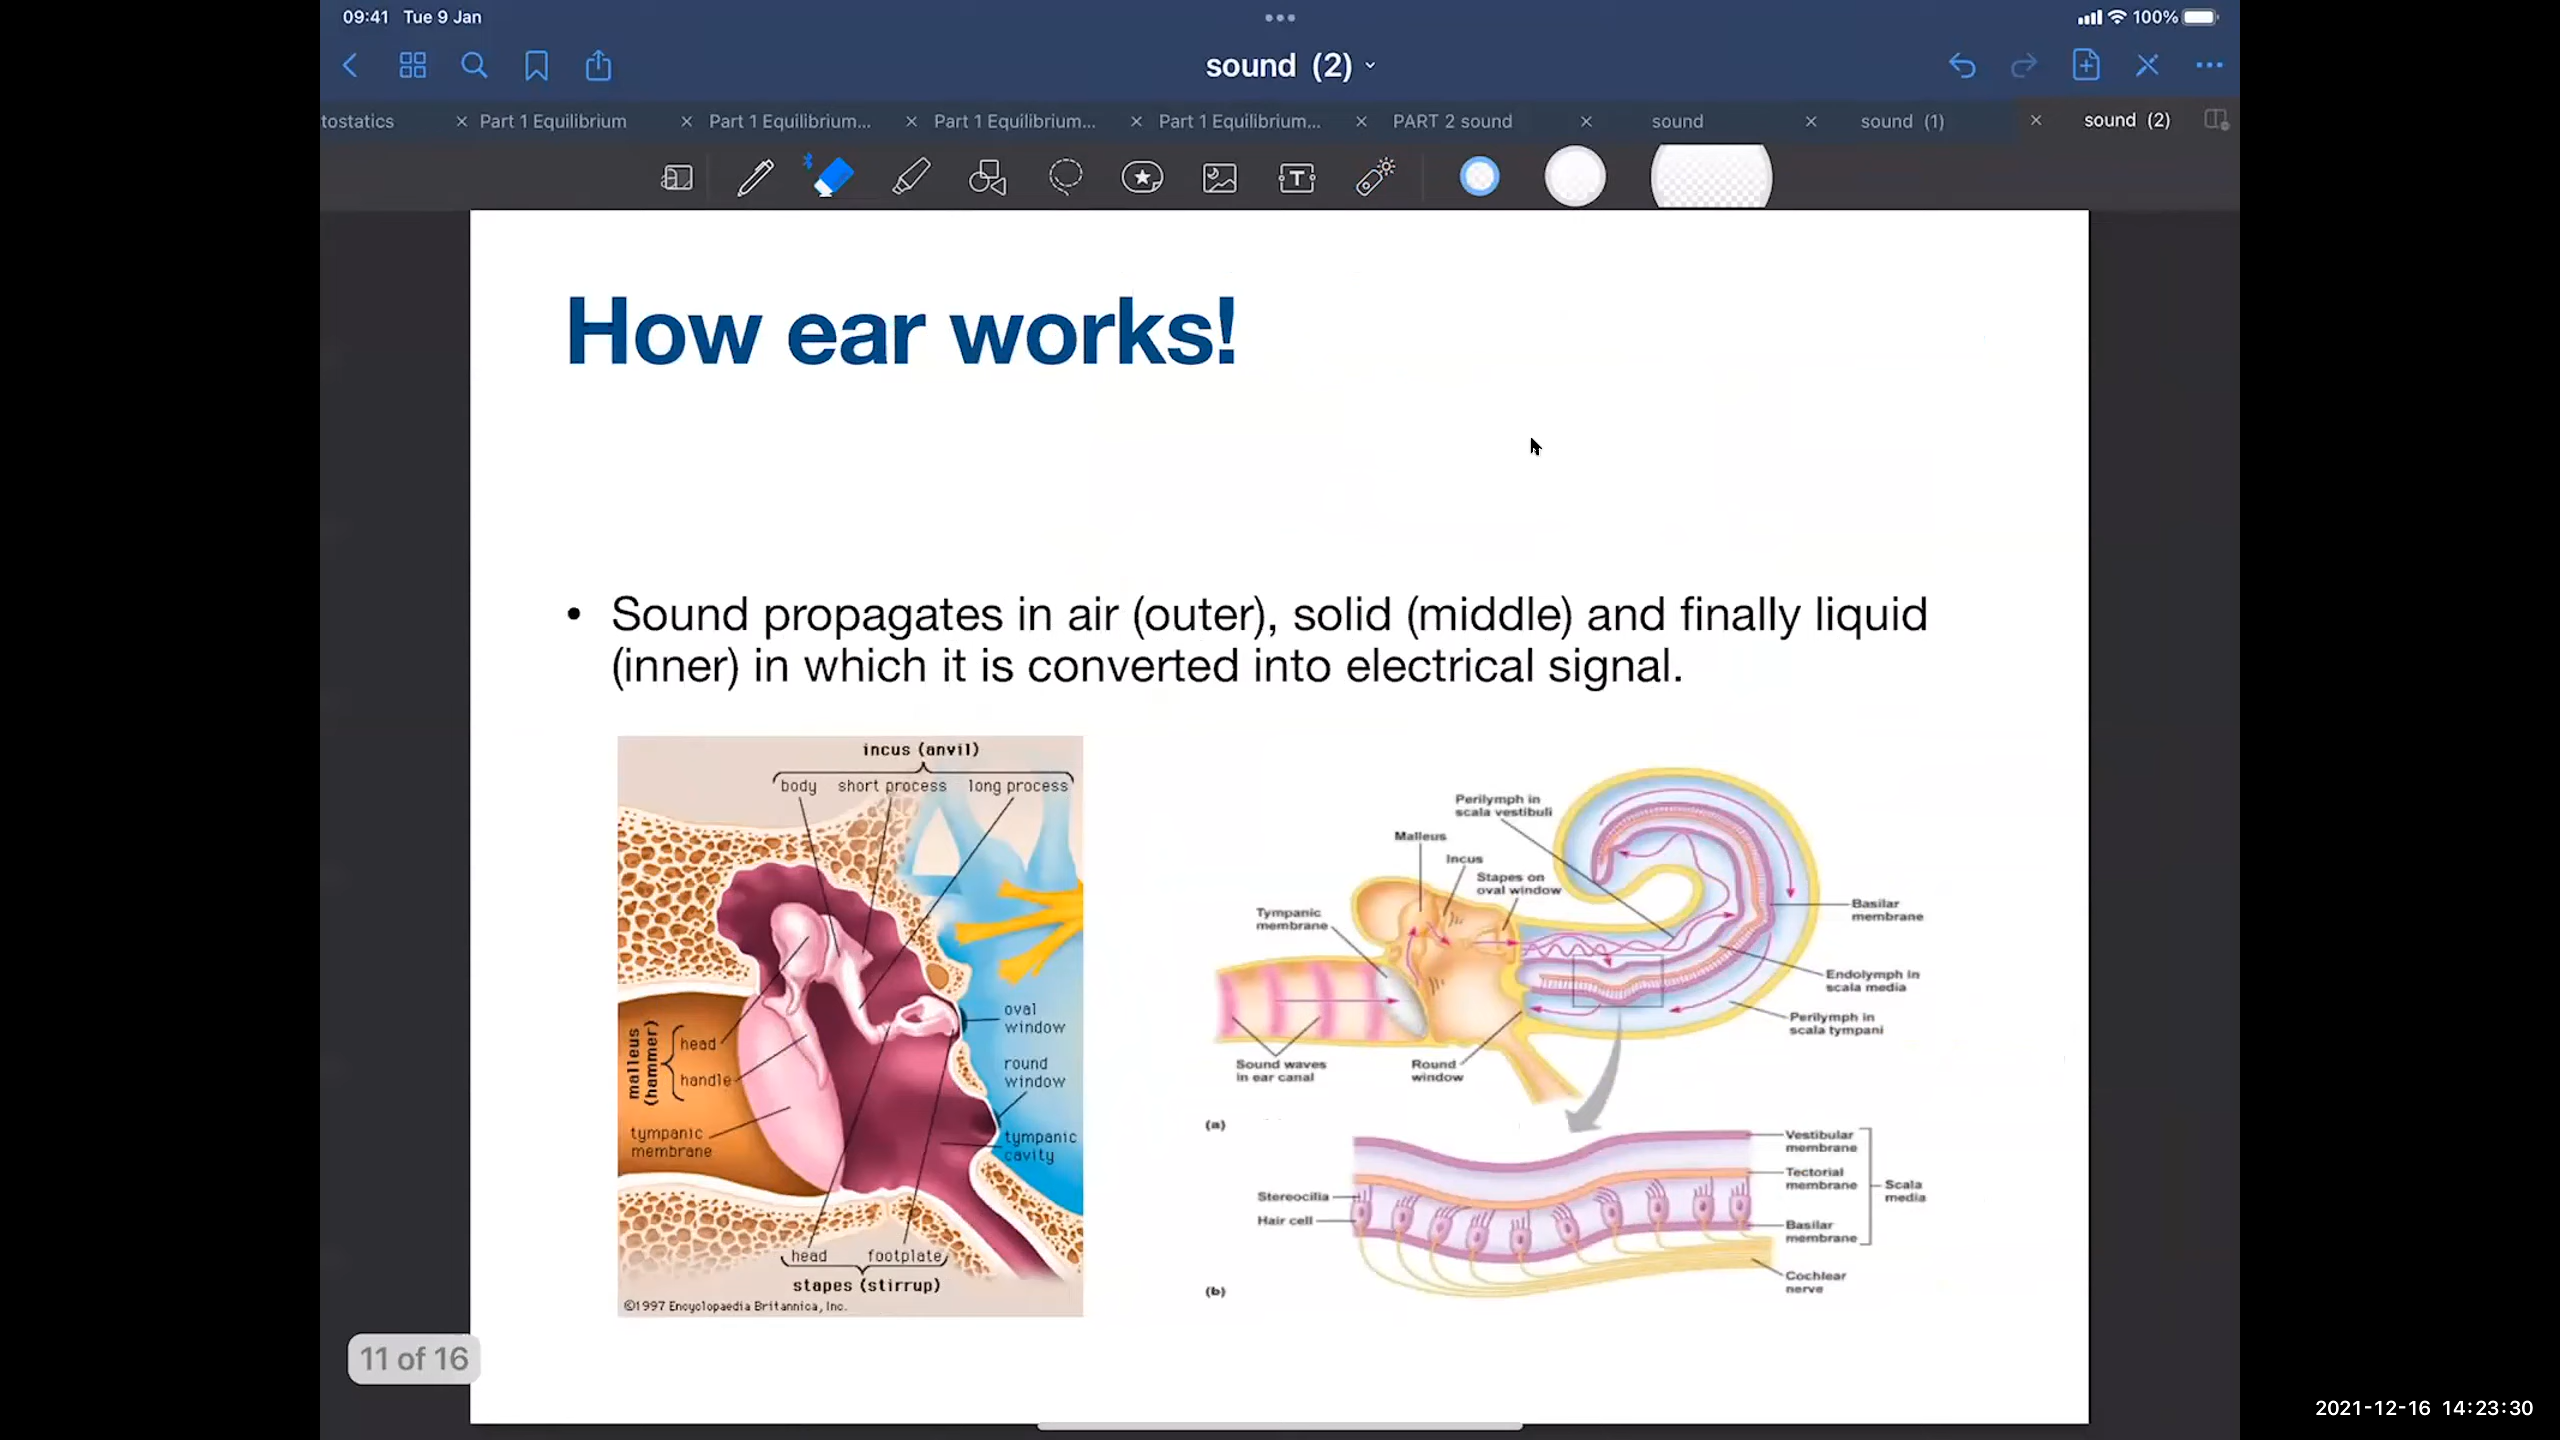 09:41 Tue 9 Jan
100%
sound (2)
tostatics
Part 1 Equilibrium
Part 1 Equilibrium...
Part 1 Equilibrium...
Part 1 Equilibrium...
PART 2 sound
sound
sound (1)
sound (2)
How ear works!
• Sound propagates in air (outer), solid (middle) and finally liquid
(inner) in which it is converted into electrical signal.
incus (anvil)
body short process long process
malleus
(hammer)
head
handle
tympanic
membrane
oval
window
round
window
tympanic
cavity
head footplate
stapes (stirrup)
©1997 Encyclopaedia Britannica, Inc.
Perilymph in
scala vestibuli
Malleus
Incus
Stapes on
oval window
Tympanic
membrane
Basilar
membrane
Endolymph in
scala media
Perilymph in
scala tympani
Sound waves
in ear canal
Round
window
(a)
Vestibular
membrane
Tectorial
membrane
Scala
media
Stereocilia
Hair cell
Basilar
membrane
Cochlear
nerve
(b)
11 of 16
2021-12-16 14:23:30